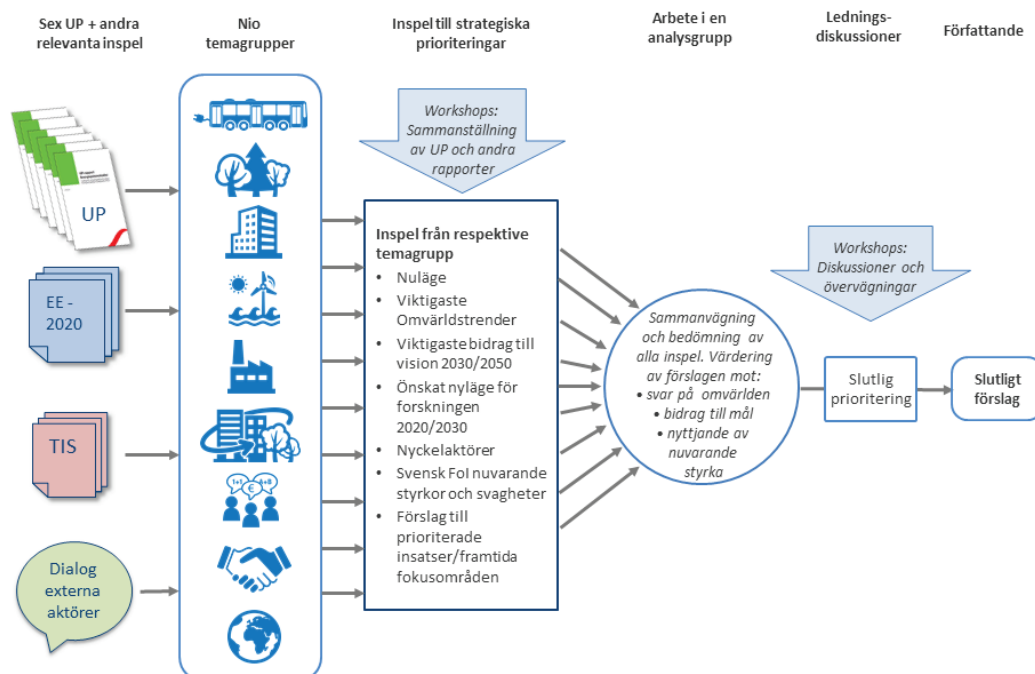 Sex UP + andra
relevanta inspel
Nio
temagrupper
Inspel till strategiska
prioriteringar
Arbete i en
analysgrupp
Lednings-
diskussioner
Författande
UP
EE -
2020
TIS
Dialog
externa
aktörer
1+1
€
A+B
Workshops:
Sammanställning
av UP och andra
rapporter
Inspel från respektive
temagrupp
• Nuläge
• Viktigaste
Omvärldstrender
• Viktigaste bidrag till
vision 2030/2050
• Önskat nyläge för
forskningen
2020/2030
• Nyckelaktörer
• Svensk FoI nuvarande
styrkor och svagheter
• Förslag till
prioriterade
insatser/framtida
fokusområden
Sammanvägning
och bedömning av
alla inspel. Värdering
av förslagen mot:
• svar på omvärlden
• bidrag till mål
• nyttjande av
nuvarande
styrka
Workshops:
Diskussioner och
övervägningar
Slutlig
prioritering
Slutligt
förslag